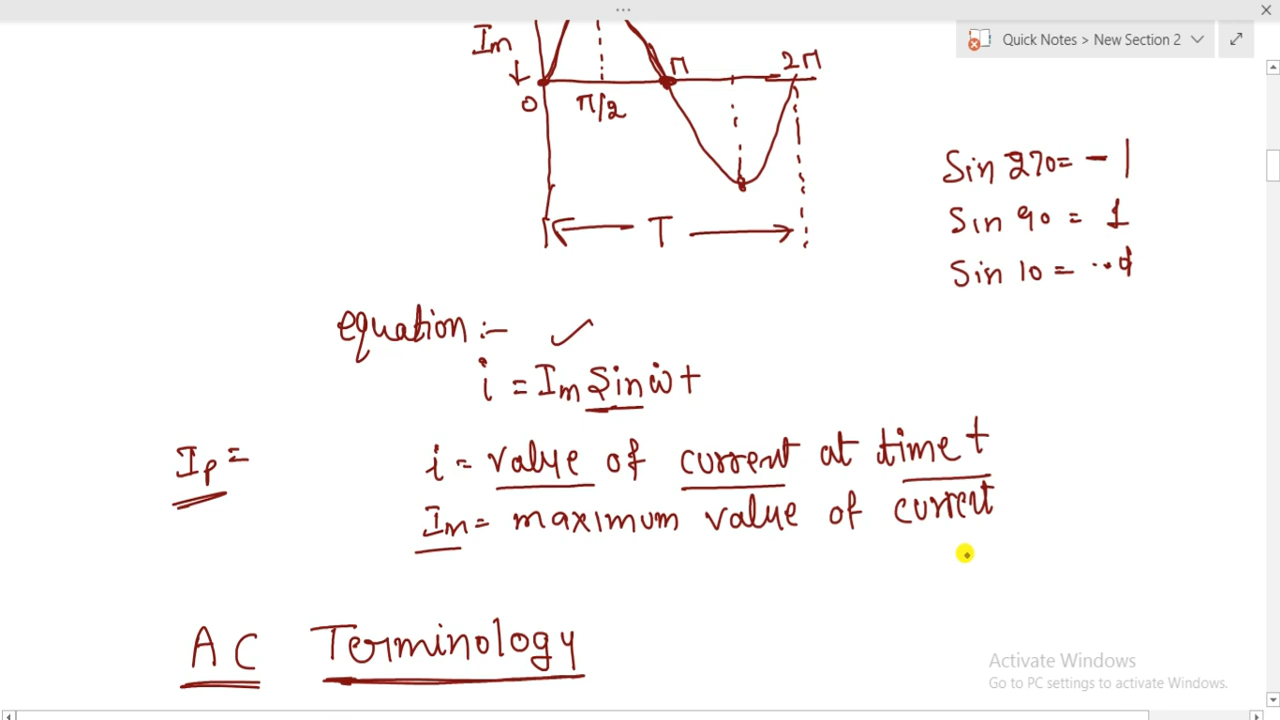 Quick Notes > New Section 2
Im
↓
0
π/2
π
2π
T
Sin 270 = -1
Sin 90 = 1
Sin 10 =
equation :- ✓
i = Im Sin ωt
Ip =
i = value of current at time t
Im = maximum value of current
AC Terminology
Activate Windows
Go to PC settings to activate Windows.